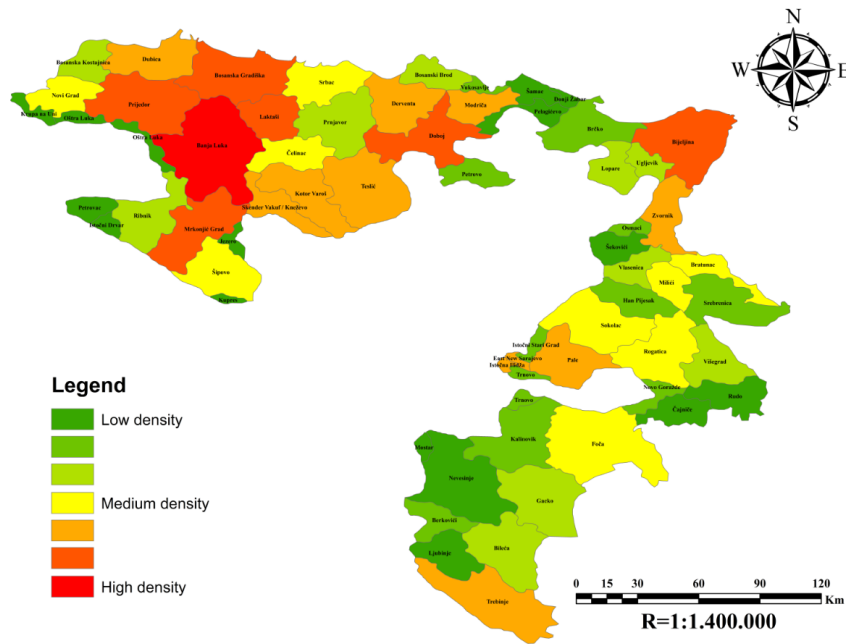 N
W
E
S
Bosanska Kostajnica
Dubica
Bosanska Gradiška
Srbac
Bosanski Brod
Vukosavlje
Novi Grad
Prijedor
Laktaši
Prnjavor
Derventa
Modriča
Šamac
Donji Žabar
Pelagićevo
Krupa na Uni
Oštra Luka
Oštra Luka
Banja Luka
Čelinac
Doboj
Brčko
Bijeljina
Petrovo
Lopare
Ugljevik
Teslić
Kotor Varoš
Skender Vakuf / Kneževo
Petrovac
Ribnik
Istočni Drvar
Mrkonjić Grad
Jezero
Šipovo
Kupres
Zvornik
Osmaci
Šekovići
Vlasenica
Bratunac
Milići
Han Pijesak
Srebrenica
Sokolac
Istočni Stari Grad
East New Sarajevo
Istočna Ilidža
Pale
Trnovo
Rogatica
Višegrad
Novo Goražde
Rudo
Čajniče
Trnovo
Kalinovik
Foča
Mostar
Nevesinje
Gacko
Berkovići
Ljubinje
Bileća
Trebinje
Legend
Low density
Medium density
High density
0 15 30 60 90 120
Km
R=1:1.400.000